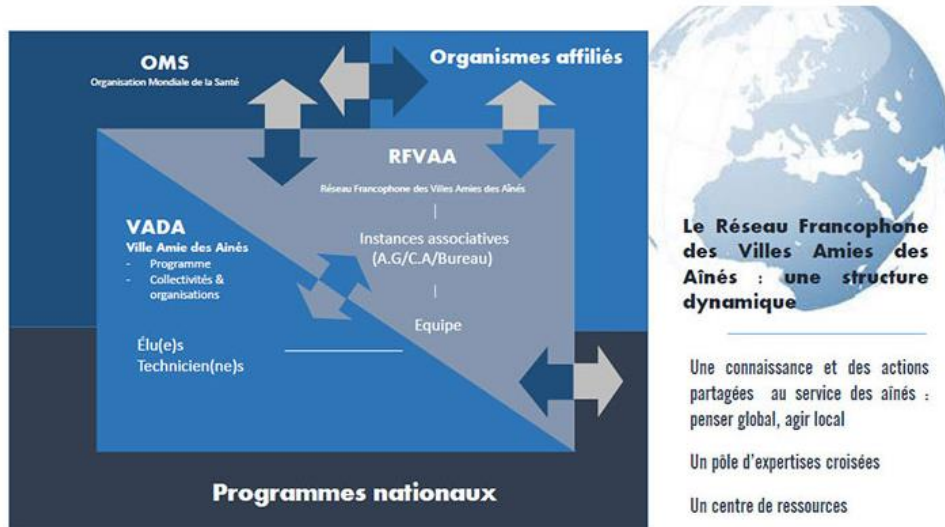 OMS
Organisation Mondiale de la Santé
Organismes affiliés
RFVAA
Réseau Francophone des Villes Amies des Aînés
Instances associatives
(A.G/C.A/Bureau)
Equipe
VADA
Ville Amie des Ainés
- Programme
- Collectivités &
organisations
Élu(e)s
Technicien(ne)s
Programmes nationaux
Le Réseau Francophone
des Villes Amies des
Aînés : une structure
dynamique
Une connaissance et des actions
partagées au service des aînés :
penser global, agir local
Un pôle d'expertises croisées
Un centre de ressources